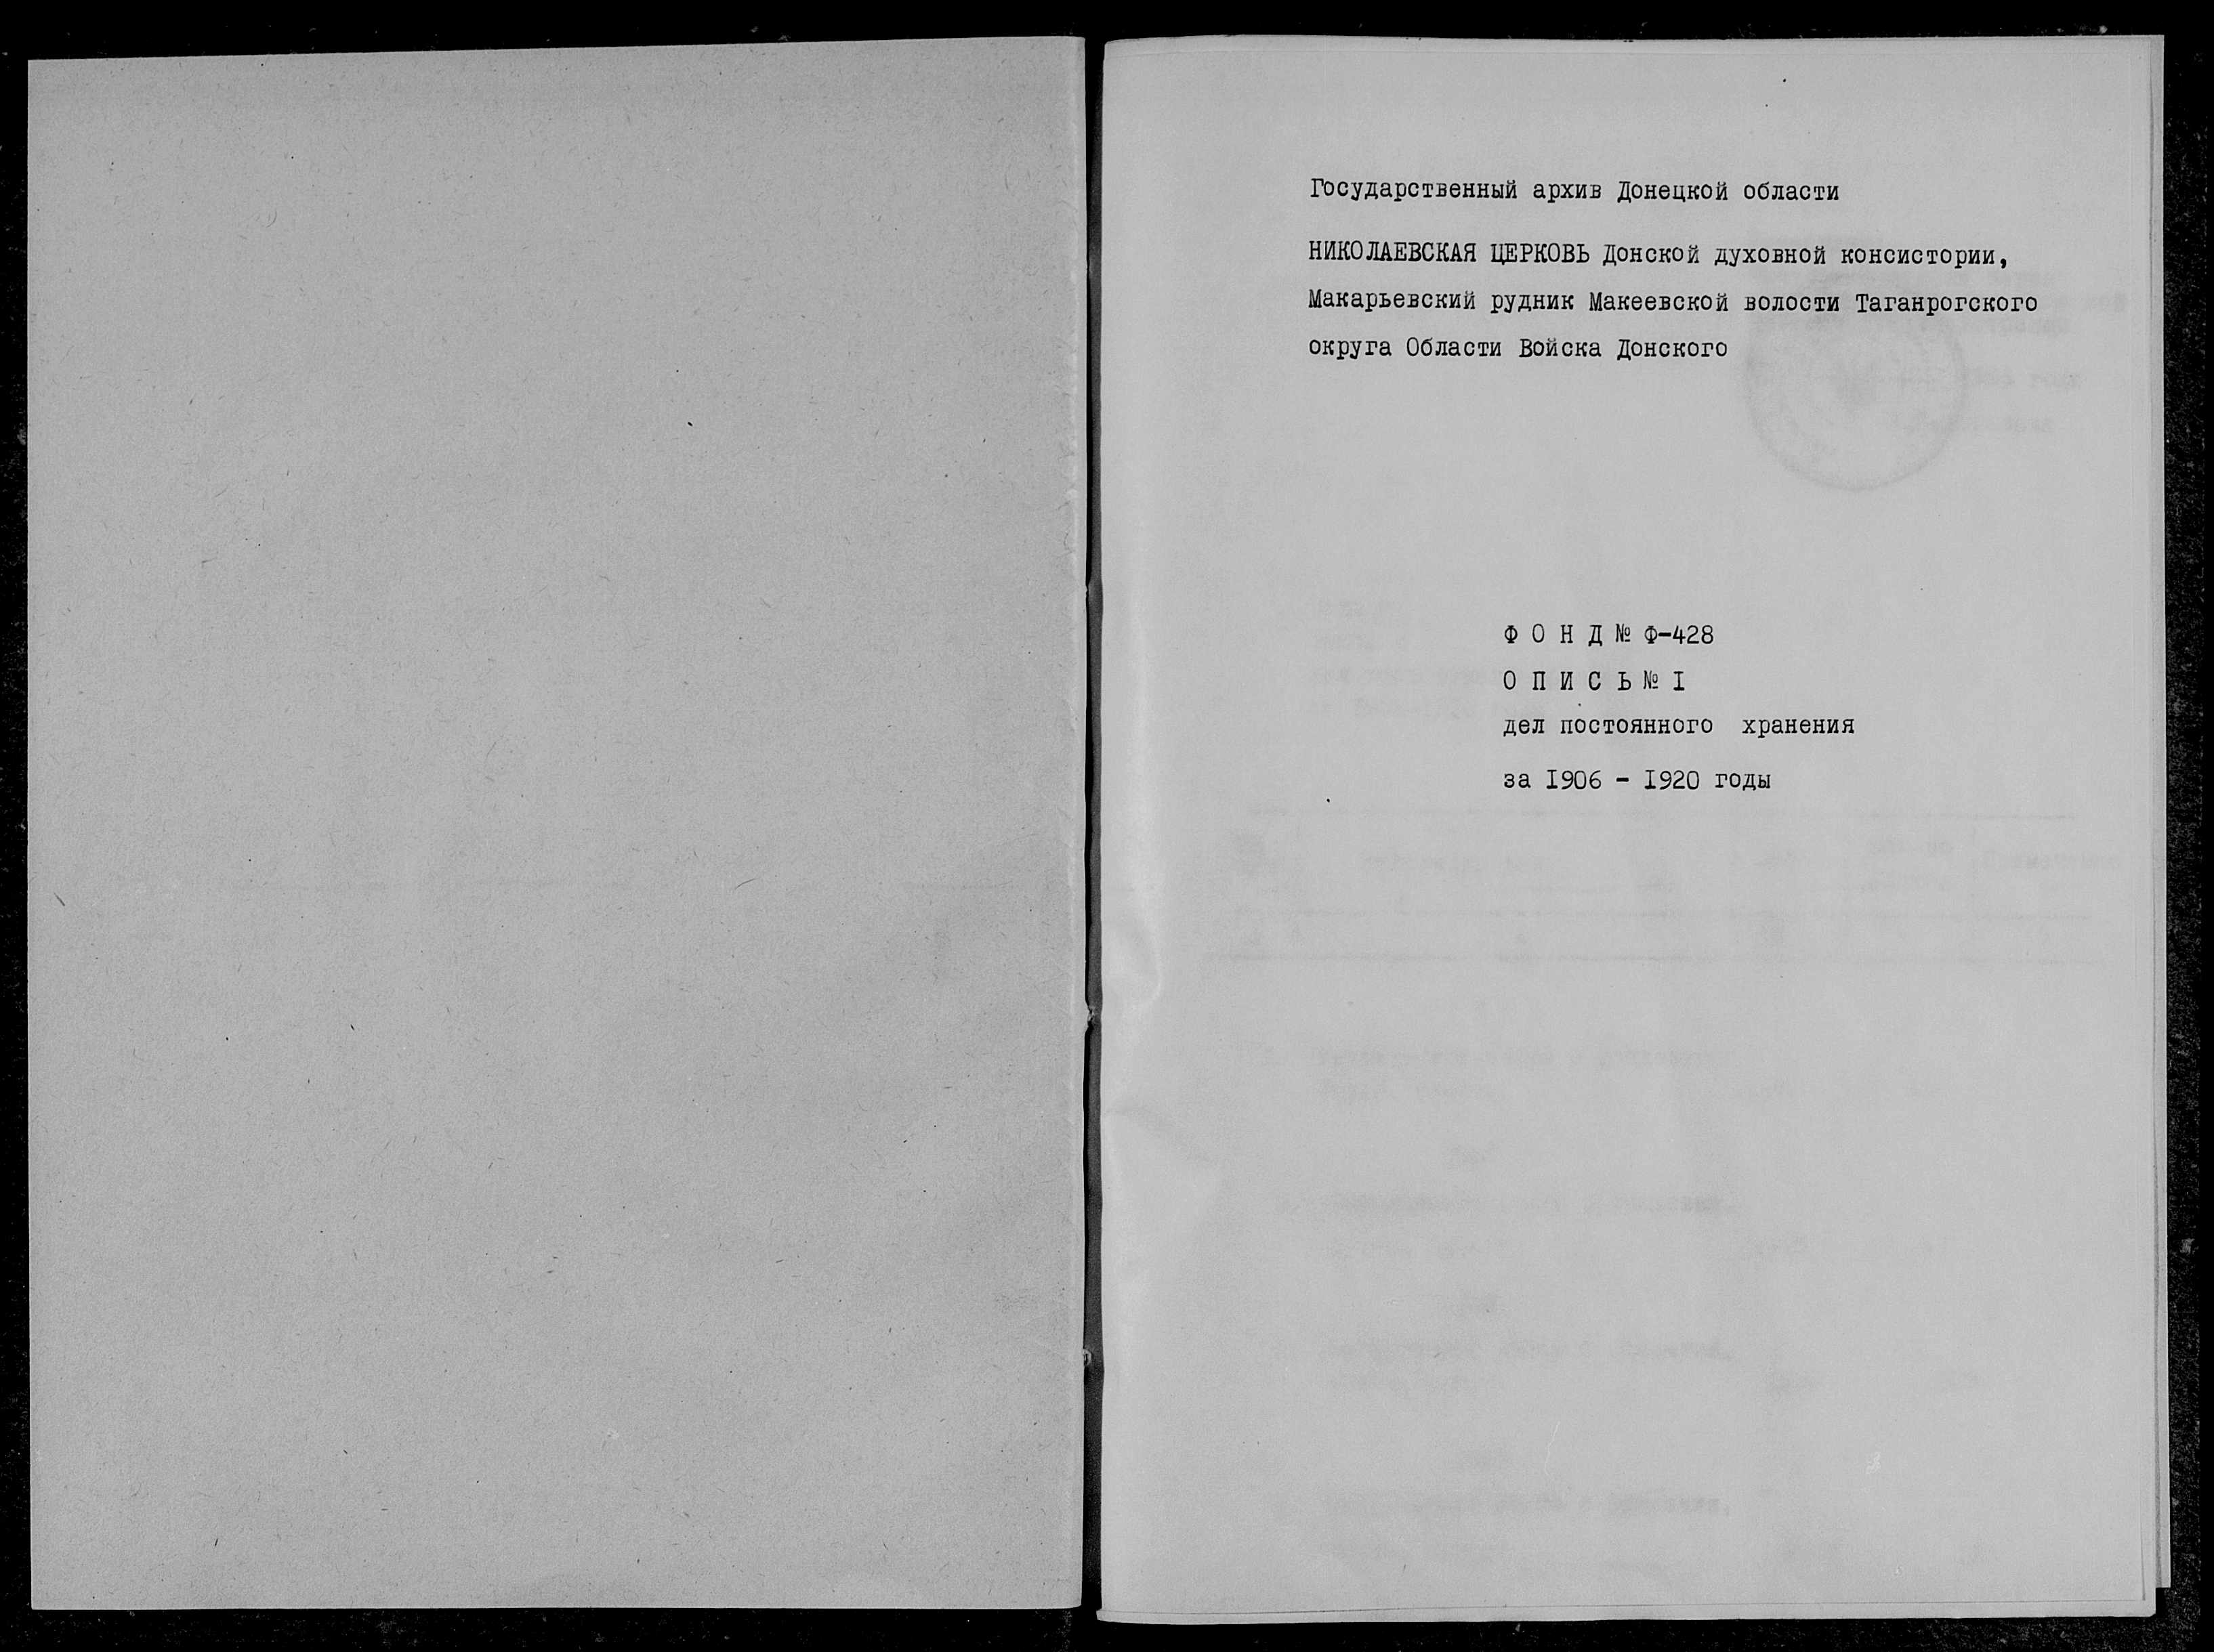 Государственный архив Донецкой области
НИКОЛАЕВСКАЯ ЦЕРКОВЬ Донской духовной консистории,
Макарьевский рудник Макеевской волости Таганрогского
округа Области Войска Донского
Ф О Н Д № Ф-428
О П И С Ь № I
дел постоянного хранения
за I906 - I920 годы